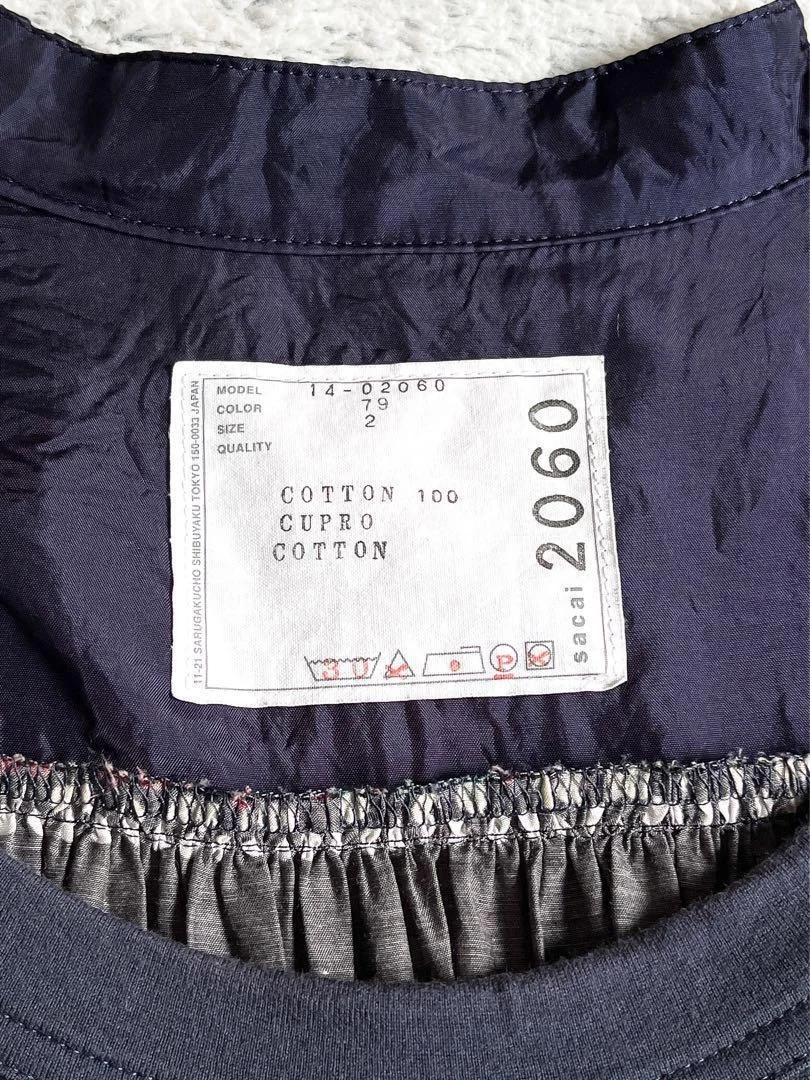 MODEL 14-02060
COLOR 79
SIZE 2
QUALITY
COTTON 100
CUPRO
COTTON
30
P
sacai 2060
11-21 SARUGAKUCHO SHIBUYAKU TOKYO 150-0033 JAPAN